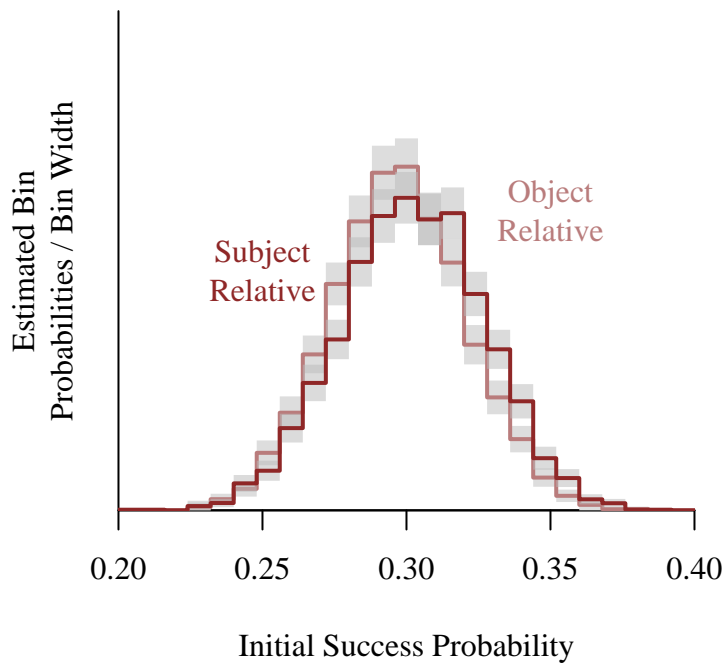 Estimated Bin
Probabilities / Bin Width
Object
Relative
Subject
Relative
0.20
0.25
0.30
0.35
0.40
Initial Success Probability